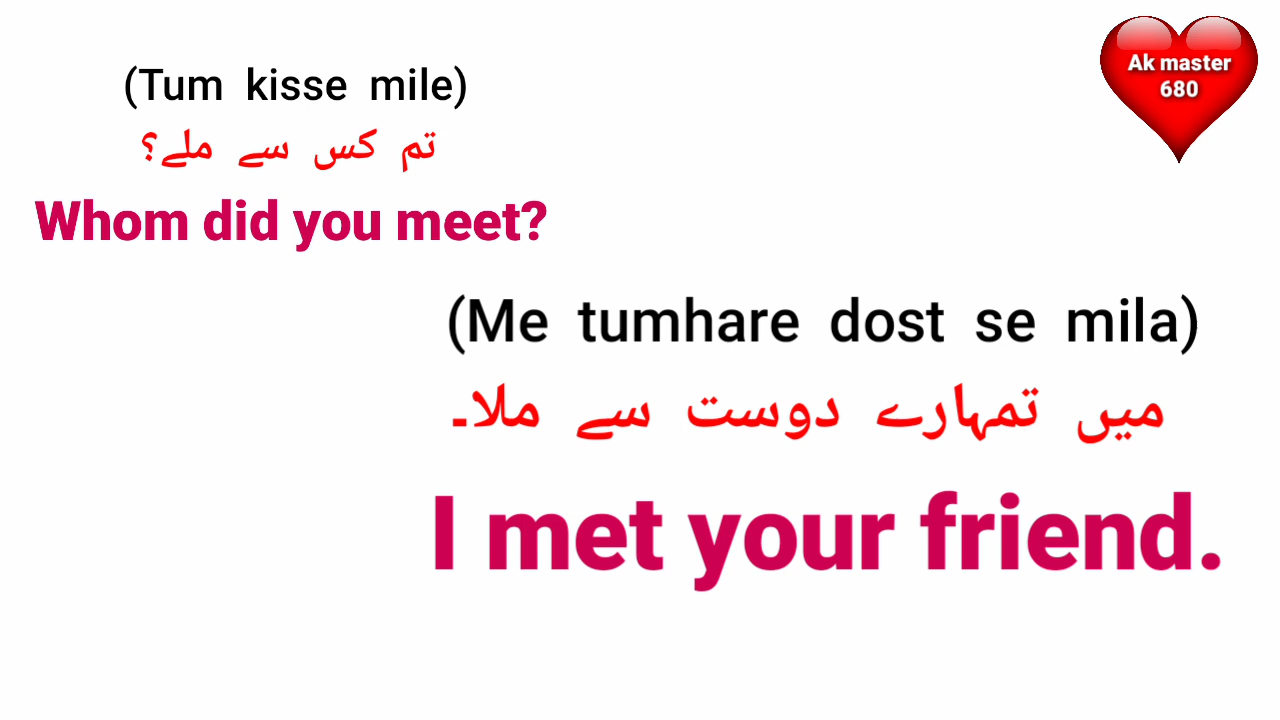 (Tum kisse mile)
تم کس سے ملے؟
Whom did you meet?
Ak master
680
(Me tumhare dost se mila)
میں تمہارے دوست سے ملا۔
I met your friend.